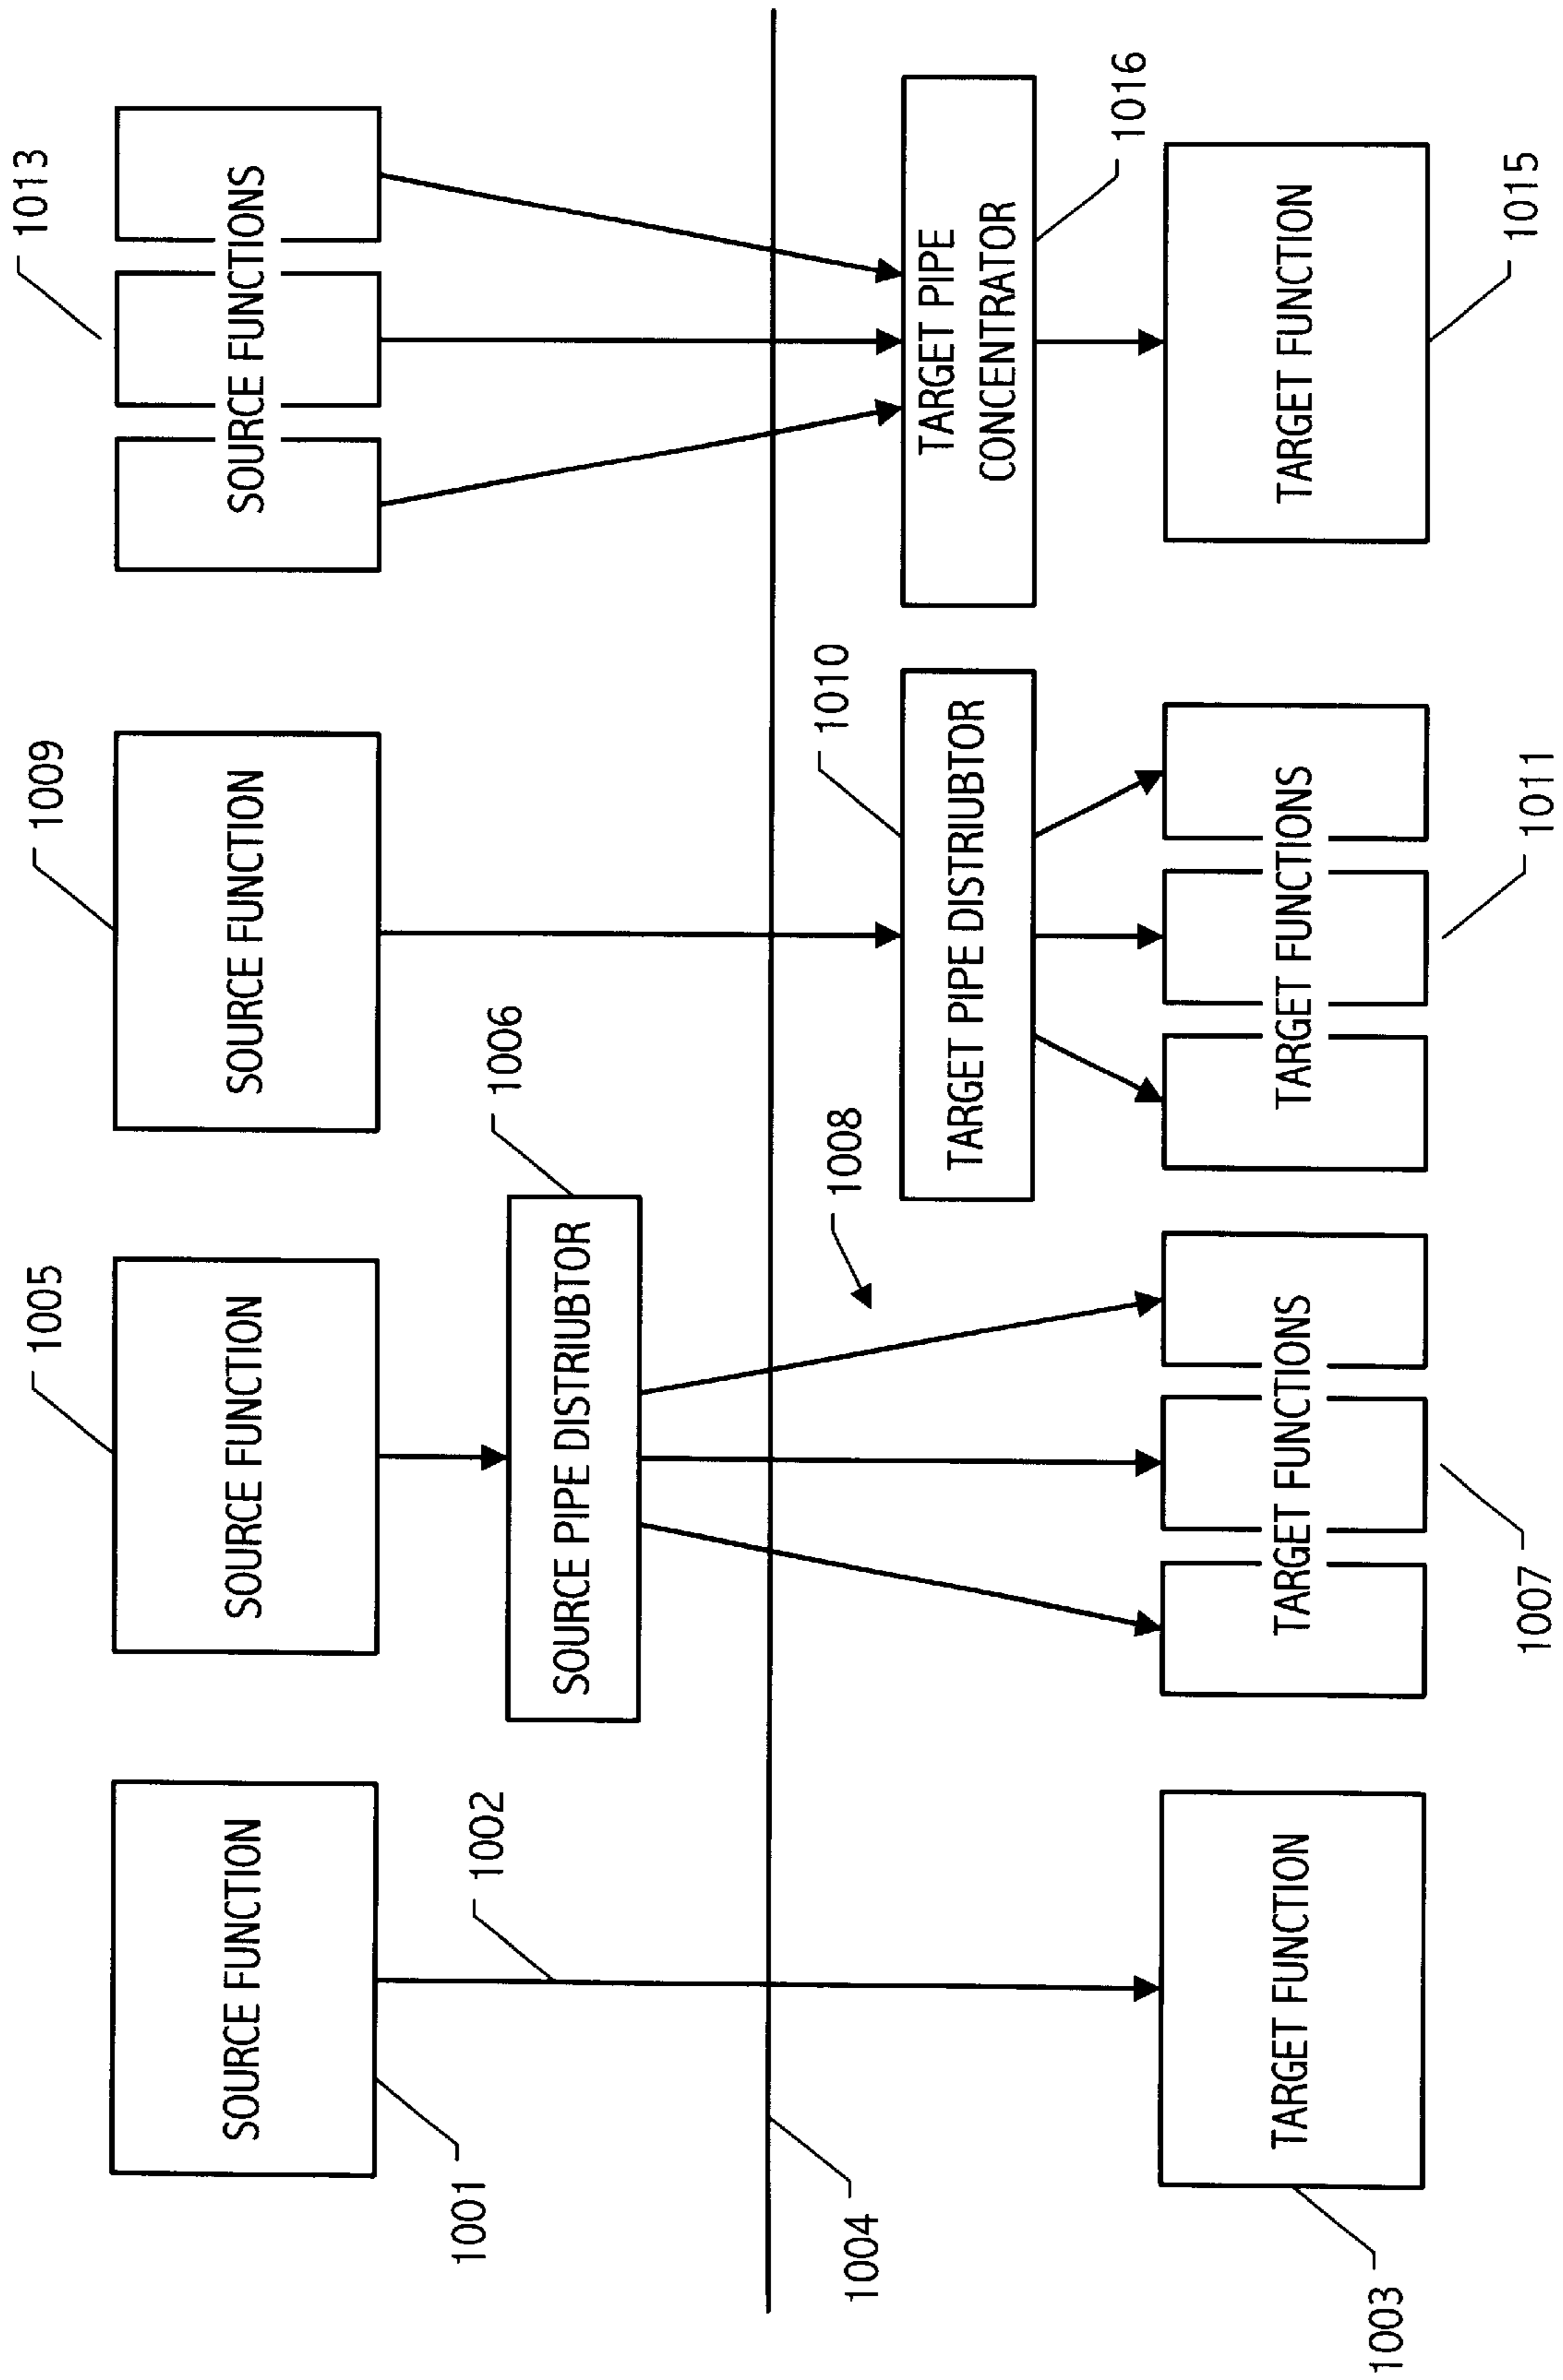 1001
SOURCE FUNCTION
1002
1004
TARGET FUNCTION
1003
1005
SOURCE FUNCTION
1006
SOURCE PIPE DISTRIUBTOR
1008
TARGET FUNCTIONS
1007
1009
SOURCE FUNCTION
1010
TARGET PIPE DISTRIUBTOR
TARGET FUNCTIONS
1011
1013
SOURCE FUNCTIONS
TARGET PIPE
CONCENTRATOR
1016
TARGET FUNCTION
1015